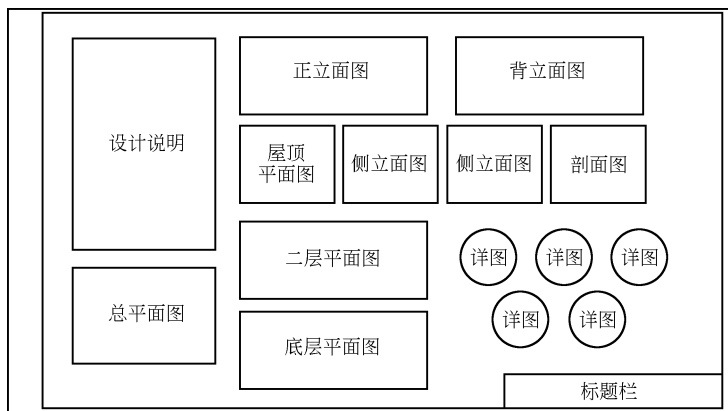 正立面图
背立面图
设计说明
屋顶
平面图
侧立面图
侧立面图
剖面图
二层平面图
详图
详图
详图
总平面图
底层平面图
详图
详图
标题栏